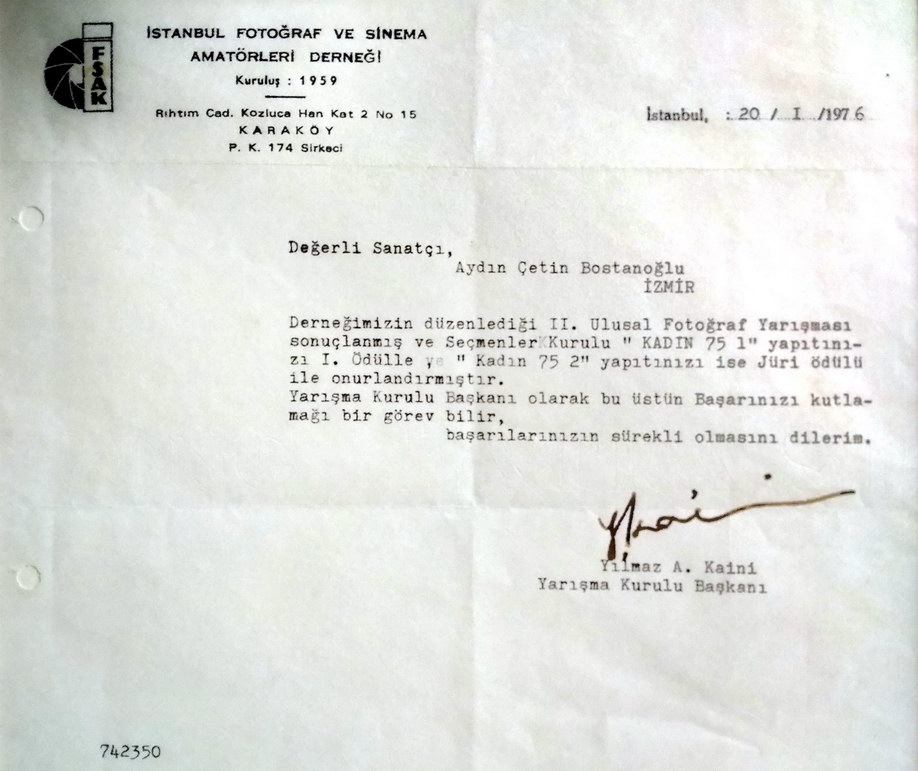 FSAK
İSTANBUL FOTOĞRAF VE SİNEMA
AMATÖRLERİ DERNEĞİ
Kuruluş : 1959
Rıhtım Cad. Kozluca Han Kat 2 No 15
KARAKÖY
P. K. 174 Sirkeci
İstanbul, : 20 / I /1976
Değerli Sanatçı,
Aydın Çetin Bostanoğlu
İZMİR
Derneğimizin düzenlediği II. Ulusal Fotoğraf Yarışması
sonuçlanmış ve Seçmenler Kurulu " KADIN 75 1" yapıtını-
zı I. Ödülle ve " Kadın 75 2" yapıtınızı ise Jüri ödülü
ile onurlandırmıştır.
Yarışma Kurulu Başkanı olarak bu üstün Başarınızı kutla-
mağı bir görev bilir,
başarılarınızın sürekli olmasını dilerim.
Yılmaz A. Kaini
Yarışma Kurulu Başkanı
742350